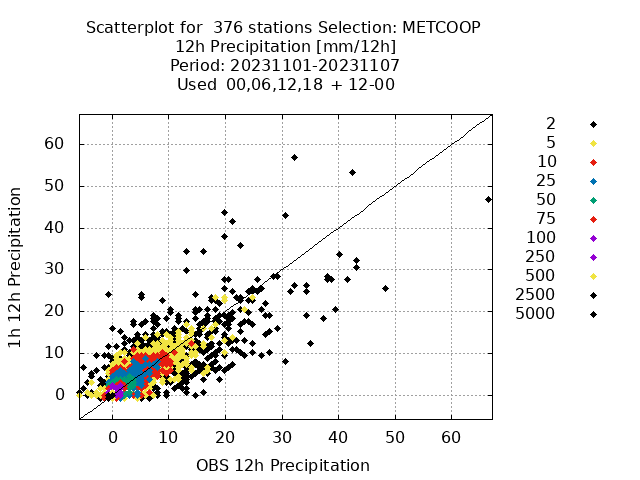 Scatterplot for  376 stations Selection: METCOOP
12h Precipitation [mm/12h]
Period: 20231101-20231107
Used  00,06,12,18 + 12-00
1h 12h Precipitation
60
50
40
30
20
10
0
0 10 20 30 40 50 60
OBS 12h Precipitation
2
5
10
25
50
75
100
250
500
2500
5000